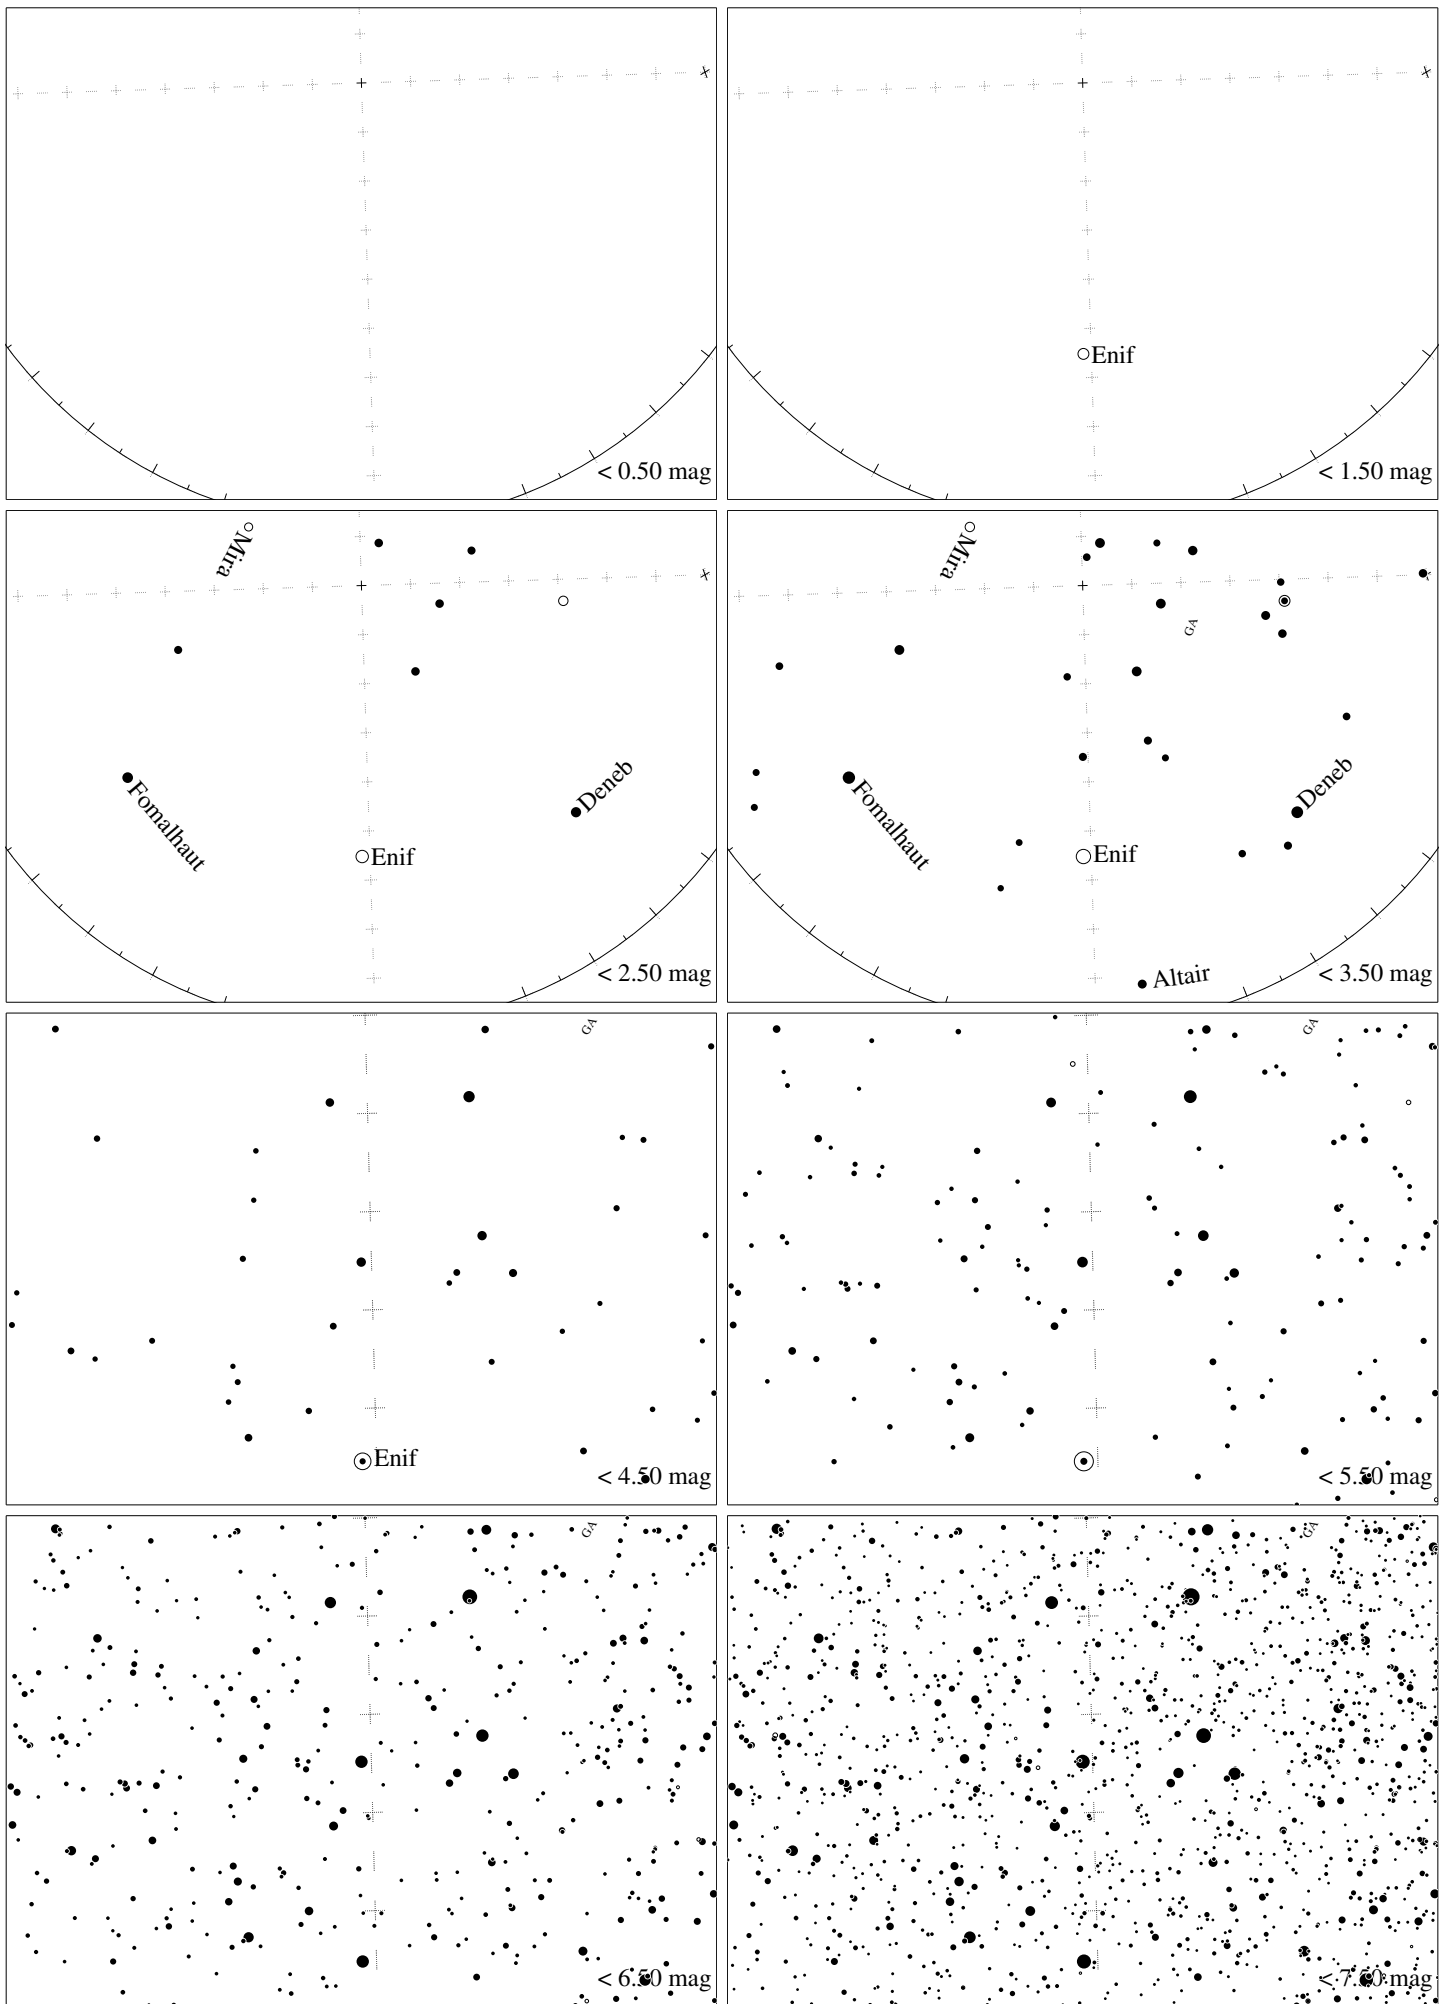 < 0.50 mag
Enif
< 1.50 mag
Mira
Deneb
Fomalhaut
Enif
< 2.50 mag
Mira
GA
Deneb
Fomalhaut
Enif
Altair
< 3.50 mag
GA
Enif
< 4.50 mag
GA
< 5.50 mag
GA
< 6.50 mag
GA
< 7.50 mag